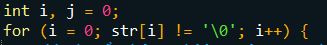 int i, j = 0;
for (i = 0; str[i] != '\0'; i++) {